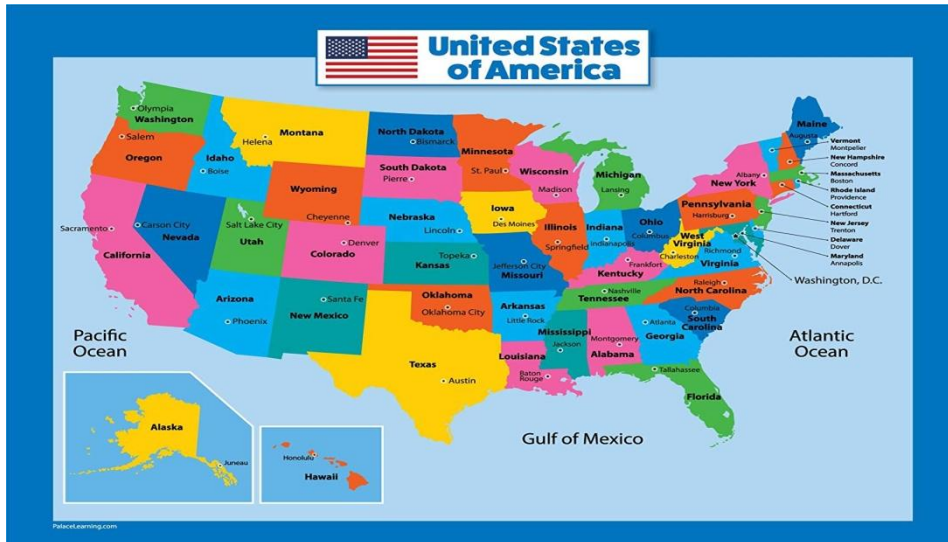 United States
of America
Olympia
Washington
Salem
Oregon
Idaho
Boise
Helena
Montana
North Dakota
Bismarck
South Dakota
Pierre
Minnesota
St. Paul
Wisconsin
Madison
Michigan
Lansing
Wyoming
Cheyenne
Nebraska
Lincoln
Iowa
Des Moines
Illinois
Springfield
Indiana
Indianapolis
Ohio
Columbus
Pennsylvania
Harrisburg
New York
Albany
Maine
Augusta
Vermont
Montpelier
New Hampshire
Concord
Massachusetts
Boston
Rhode Island
Providence
Connecticut
Hartford
New Jersey
Trenton
Delaware
Dover
Maryland
Annapolis
Washington, D.C.
Sacramento
California
Carson City
Nevada
Salt Lake City
Utah
Denver
Colorado
Topeka
Kansas
Jefferson City
Missouri
Frankfort
Kentucky
West
Virginia
Charleston
Richmond
Virginia
Raleigh
North Carolina
Nashville
Tennessee
Columbia
South
Carolina
Arizona
Phoenix
Santa Fe
New Mexico
Oklahoma
Oklahoma City
Arkansas
Little Rock
Mississippi
Jackson
Montgomery
Alabama
Atlanta
Georgia
Texas
Austin
Louisiana
Baton
Rouge
Tallahassee
Florida
Pacific
Ocean
Atlantic
Ocean
Gulf of Mexico
Alaska
Juneau
Honolulu
Hawaii
PalaceLearning.com